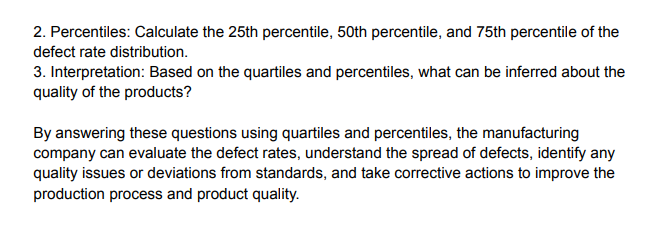 2. Percentiles: Calculate the 25th percentile, 50th percentile, and 75th percentile of the
defect rate distribution.
3. Interpretation: Based on the quartiles and percentiles, what can be inferred about the
quality of the products?
By answering these questions using quartiles and percentiles, the manufacturing
company can evaluate the defect rates, understand the spread of defects, identify any
quality issues or deviations from standards, and take corrective actions to improve the
production process and product quality.